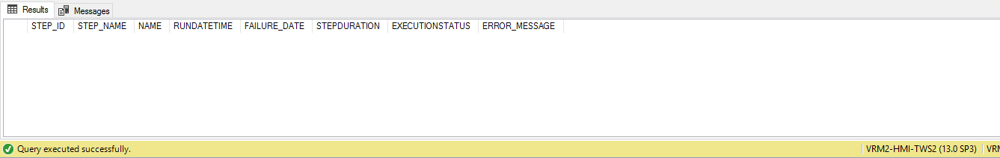 Results Messages
STEP_ID STEP_NAME NAME RUNDATETIME FAILURE_DATE STEPDURATION EXECUTIONSTATUS ERROR_MESSAGE
Query executed successfully. VRM2-HMI-TWS2 (13.0 SP3) VRM